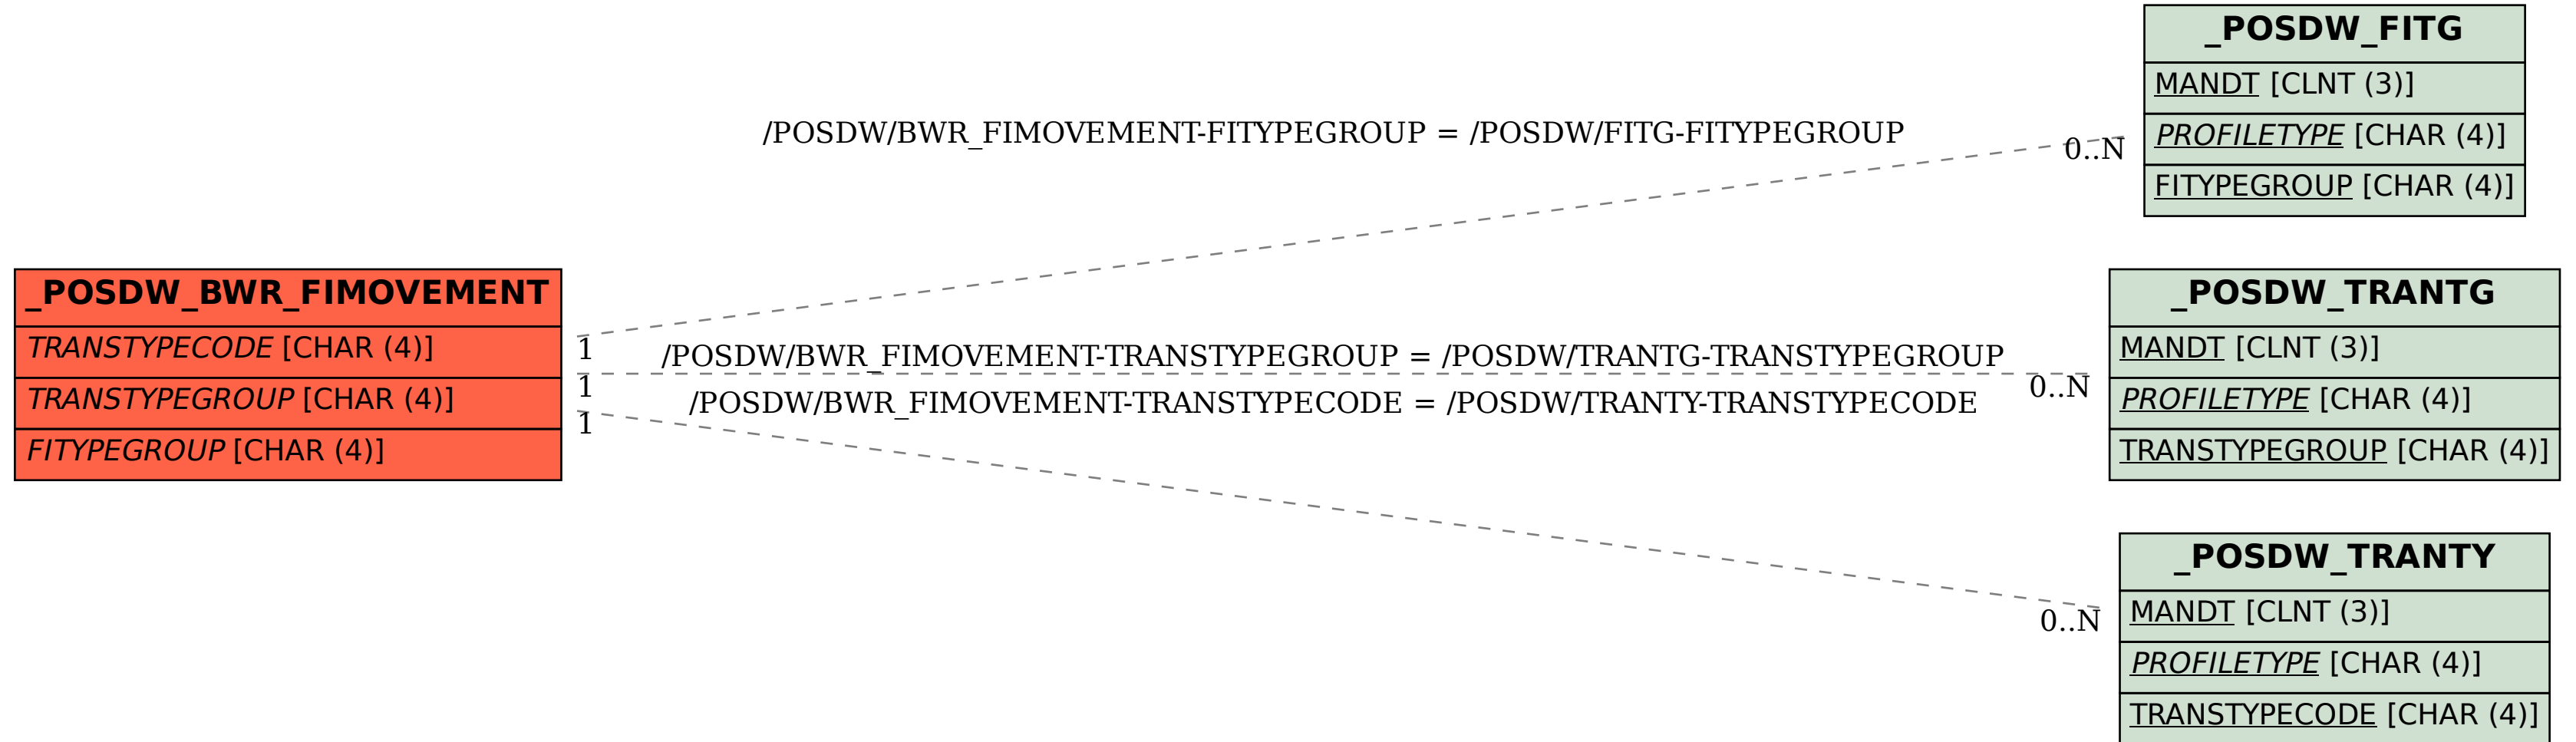 _POSDW_FITG
MANDT [CLNT (3)]
PROFILETYPE [CHAR (4)]
FITYPEGROUP [CHAR (4)]
/POSDW/BWR_FIMOVEMENT-FITYPEGROUP = /POSDW/FITG-FITYPEGROUP
0..N
_POSDW_BWR_FIMOVEMENT
TRANSTYPECODE [CHAR (4)]
TRANSTYPEGROUP [CHAR (4)]
FITYPEGROUP [CHAR (4)]
1
1
1
/POSDW/BWR_FIMOVEMENT-TRANSTYPEGROUP = /POSDW/TRANTG-TRANSTYPEGROUP
/POSDW/BWR_FIMOVEMENT-TRANSTYPECODE = /POSDW/TRANTY-TRANSTYPECODE
0..N
_POSDW_TRANTG
MANDT [CLNT (3)]
PROFILETYPE [CHAR (4)]
TRANSTYPEGROUP [CHAR (4)]
0..N
_POSDW_TRANTY
MANDT [CLNT (3)]
PROFILETYPE [CHAR (4)]
TRANSTYPECODE [CHAR (4)]